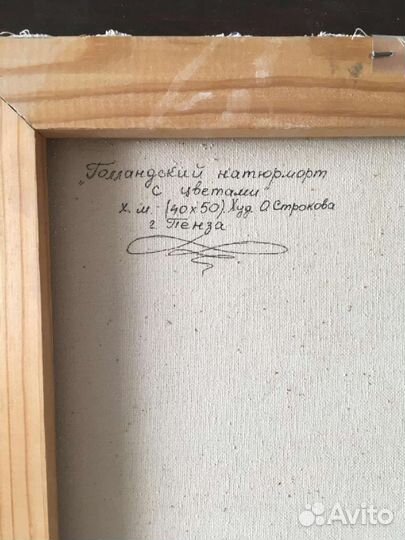 "Голландский натюрморт
с цветами"
х. м. - (40х50). Худ. О. Строкова
г. Пенза
Avito